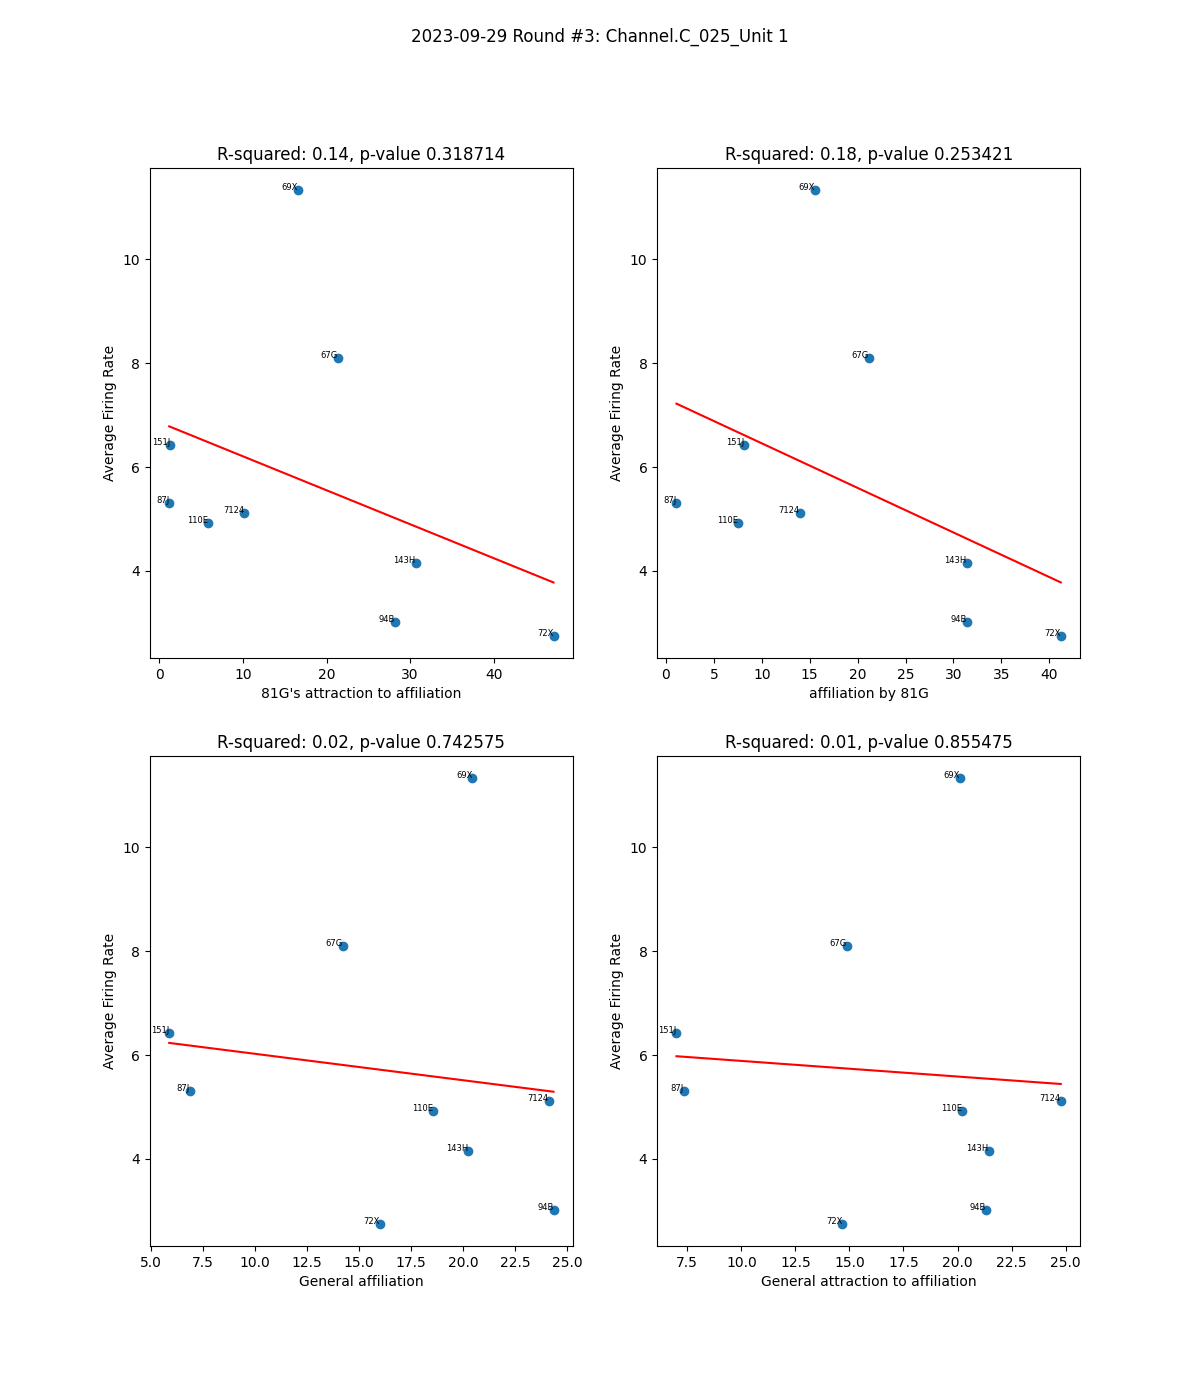 2023-09-29 Round #3: Channel.C_025_Unit 1
R-squared: 0.14, p-value 0.318714
69X
67G
151J
87J
110E
7124
143H
94B
72X
10
8
6
4
Average Firing Rate
0 10 20 30 40
81G's attraction to affiliation
R-squared: 0.18, p-value 0.253421
69X
67G
151J
87J
110E
7124
143H
94B
72X
10
8
6
4
Average Firing Rate
0 5 10 15 20 25 30 35 40
affiliation by 81G
R-squared: 0.02, p-value 0.742575
69X
67G
151J
87J
7124
110E
143H
94B
72X
10
8
6
4
Average Firing Rate
5.0 7.5 10.0 12.5 15.0 17.5 20.0 22.5 25.0
General affiliation
R-squared: 0.01, p-value 0.855475
69X
67G
151J
87J
7124
110E
143H
94B
72X
10
8
6
4
Average Firing Rate
7.5 10.0 12.5 15.0 17.5 20.0 22.5 25.0
General attraction to affiliation